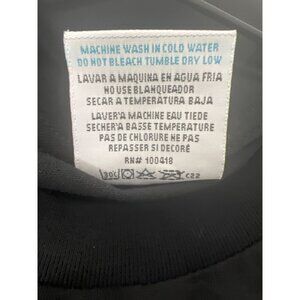 MACHINE WASH IN COLD WATER
DO NOT BLEACH TUMBLE DRY LOW
LAVAR A MAQUINA EN AGUA FRIA
NO USE BLANQUEADOR
SECAR A TEMPERATURA BAJA
LAVER'A MACHINE EAU TIEDE
SECHER'A BASSE TEMPERATURE
PAS DE CHLORURE NE PAS
REPASSER SI DECORÉ
RN# 100418
30°
C22